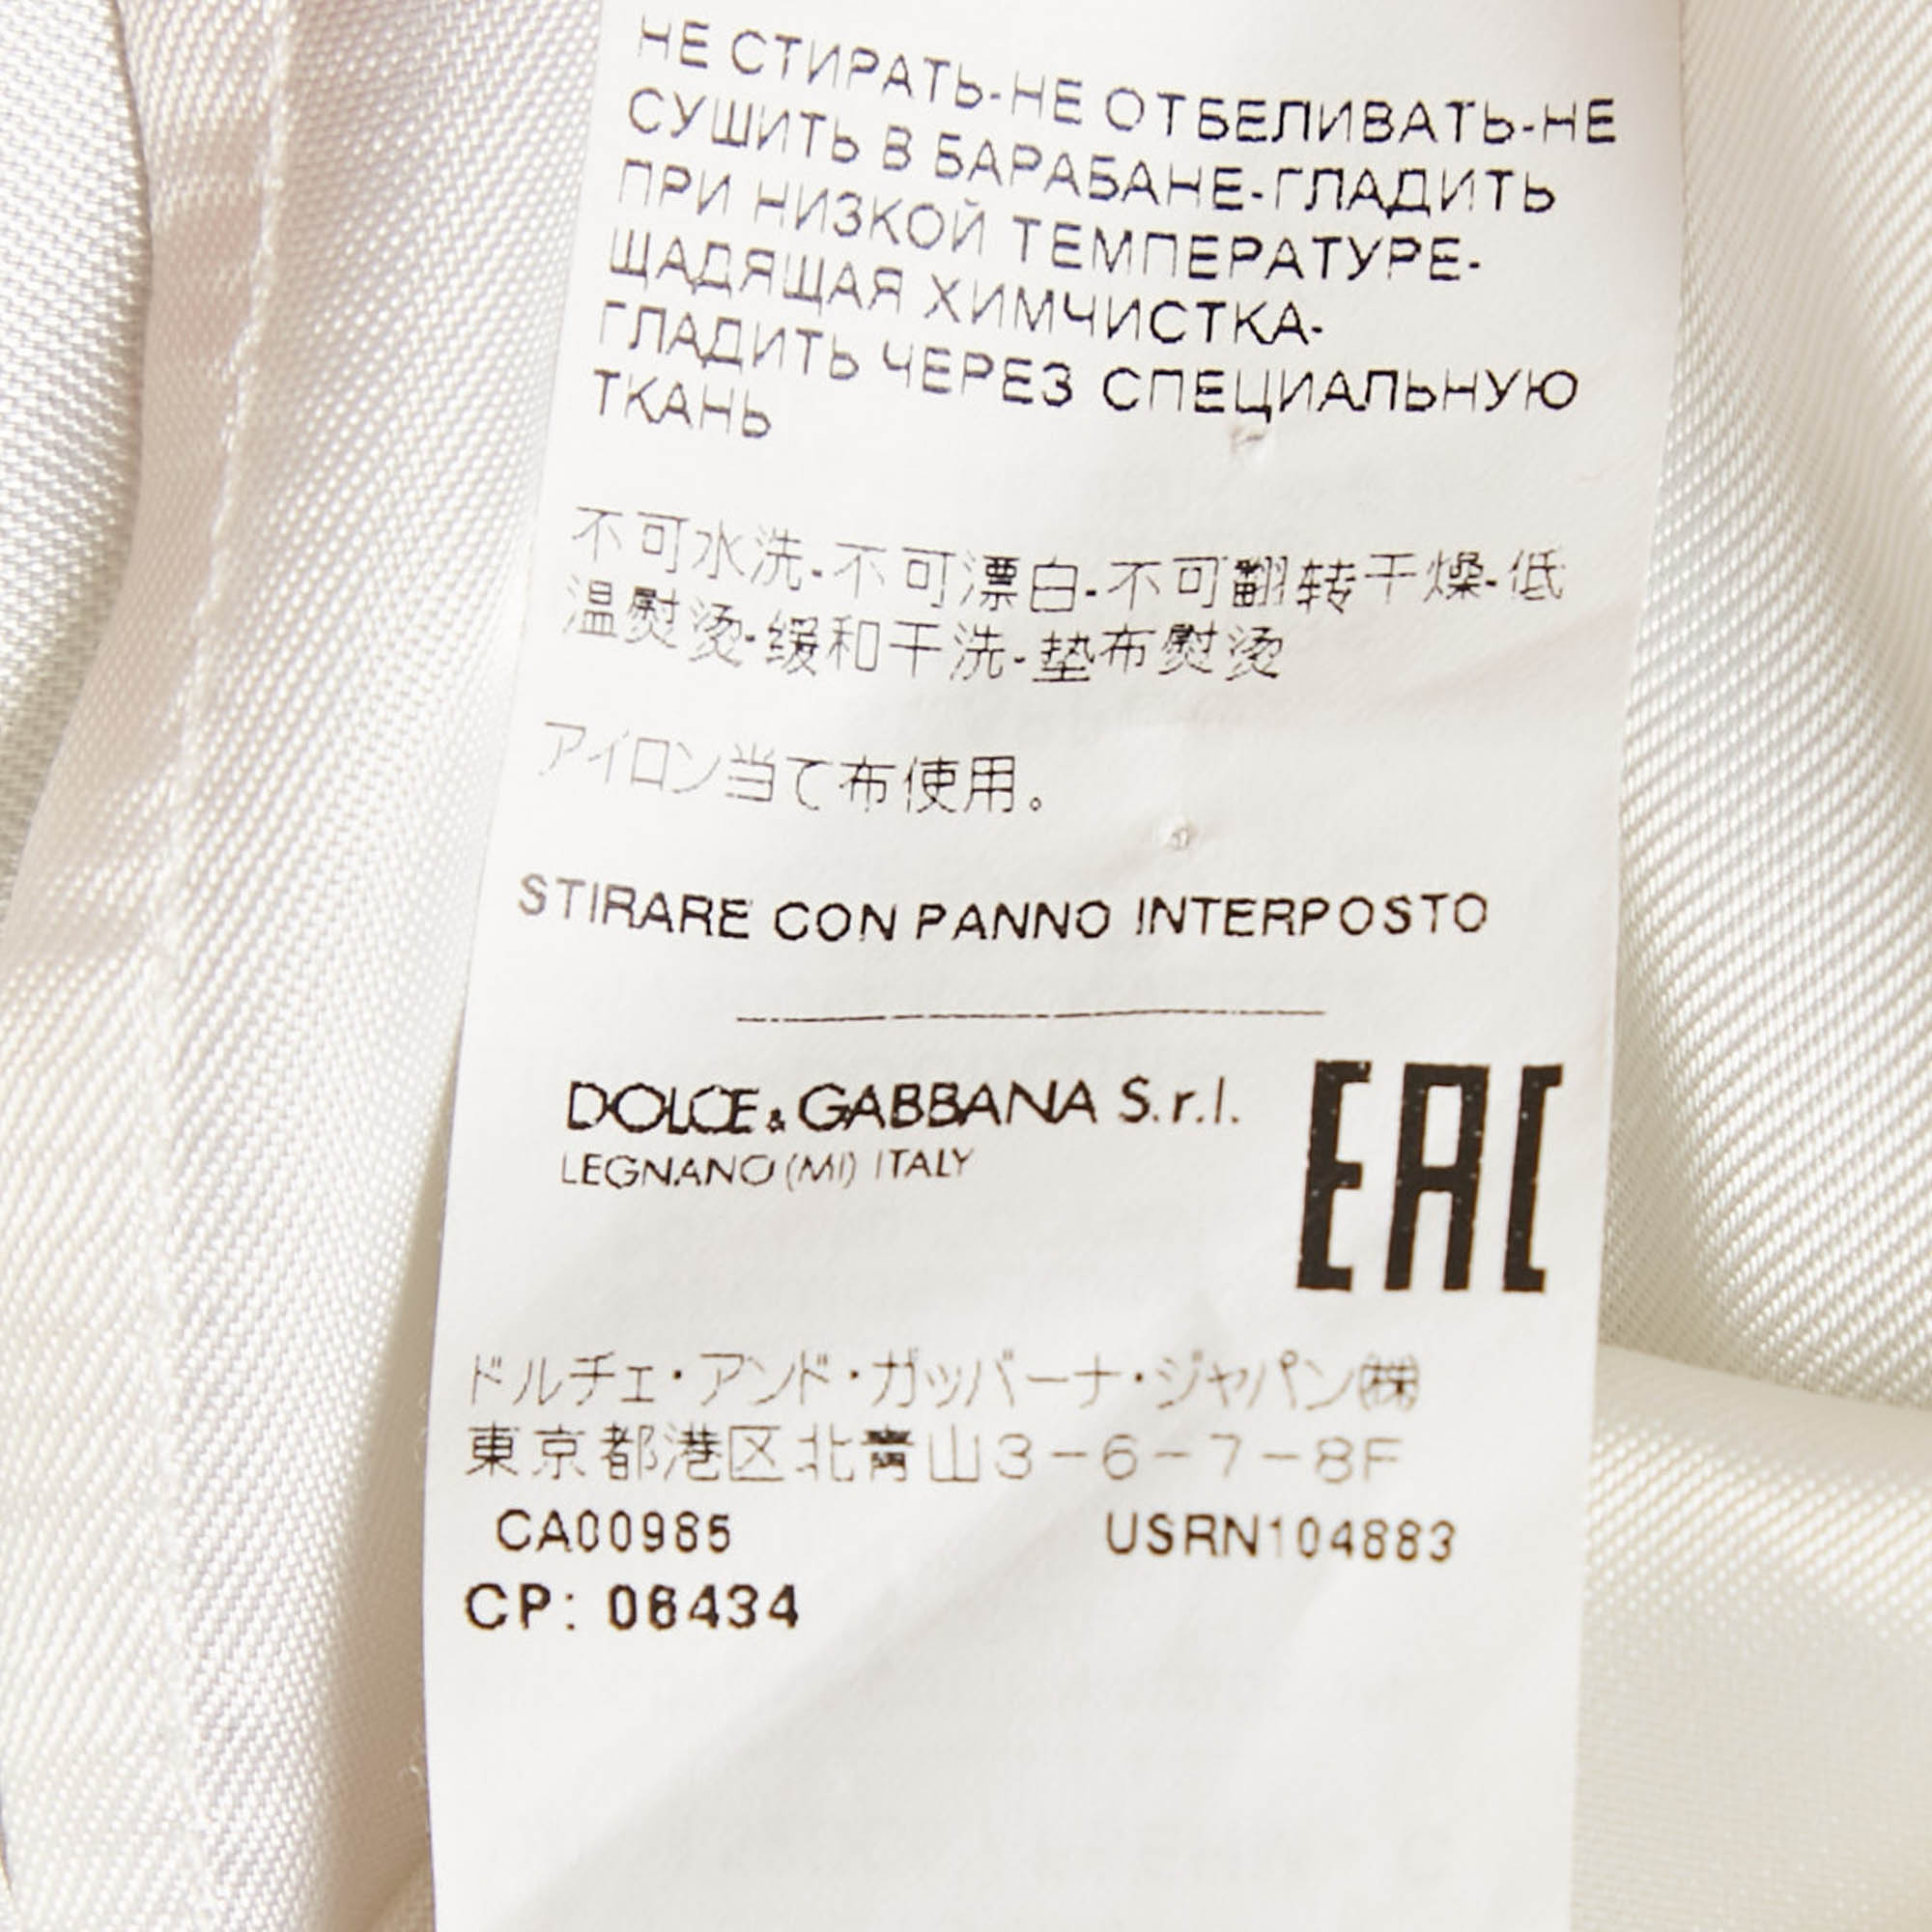 НЕ СТИРАТЬ-НЕ ОТБЕЛИВАТЬ-НЕ
СУШИТЬ В БАРАБАНЕ-ГЛАДИТЬ
ПРИ НИЗКОЙ ТЕМПЕРАТУРЕ-
ЩАДЯЩАЯ ХИМЧИСТКА-
ГЛАДИТЬ ЧЕРЕЗ СПЕЦИАЛЬНУЮ
ТКАНЬ
不可水洗-不可漂白-不可翻转干燥-低
温熨烫-缓和干洗-垫布熨烫
アイロン当て布使用。
STIRARE CON PANNO INTERPOSTO
DOLCE & GABBANA S.r.l.
LEGNANO (MI) ITALY
EAC
ドルチェ・アンド・ガッバーナ・ジャパン㈱
東京都港区北青山3-6-7-8F
CA00985 USRN104883
CP: 06434